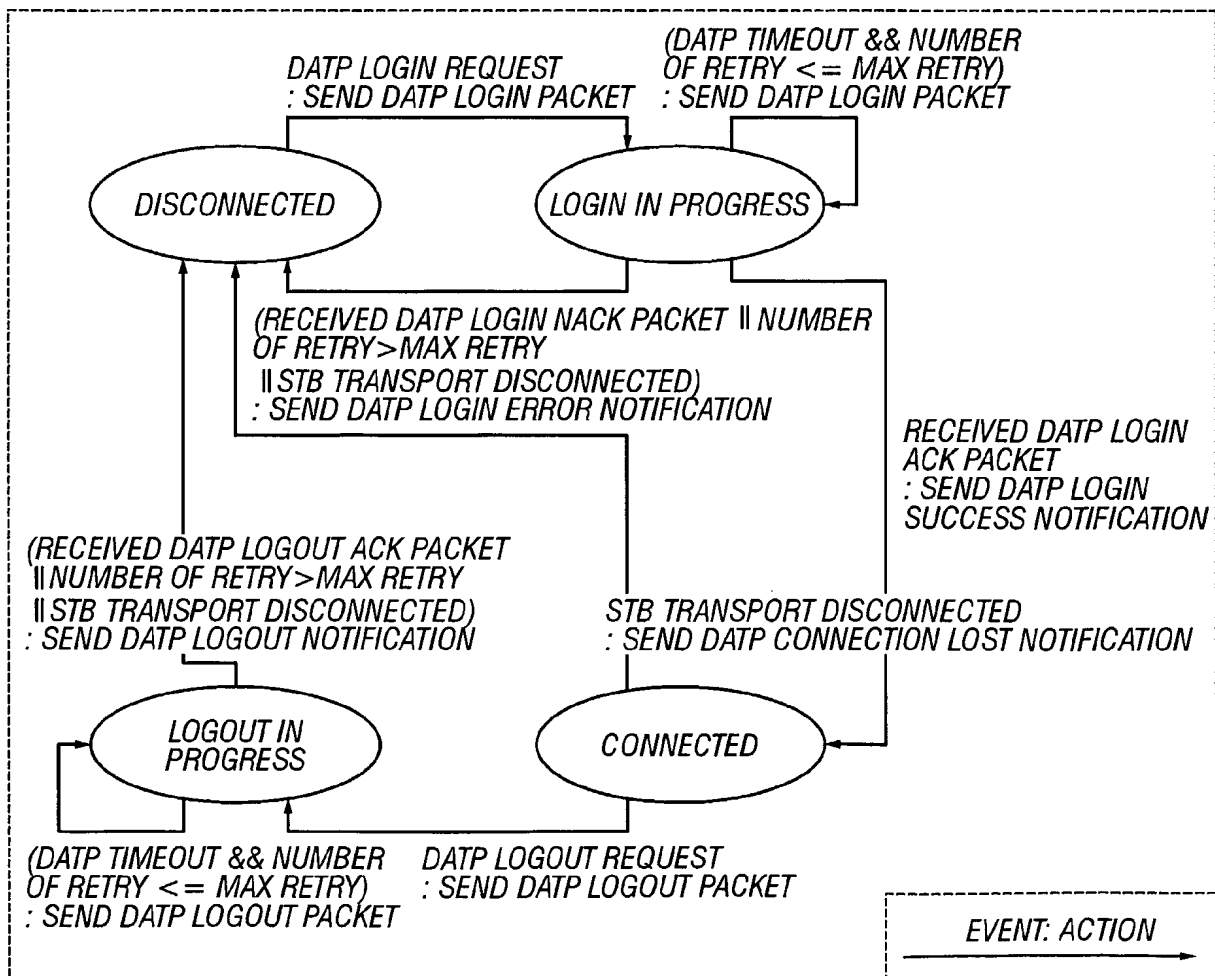 DATP LOGIN REQUEST
: SEND DATP LOGIN PACKET
(DATP TIMEOUT && NUMBER
OF RETRY <= MAX RETRY)
: SEND DATP LOGIN PACKET
DISCONNECTED
LOGIN IN PROGRESS
(RECEIVED DATP LOGIN NACK PACKET || NUMBER
OF RETRY>MAX RETRY
|| STB TRANSPORT DISCONNECTED)
: SEND DATP LOGIN ERROR NOTIFICATION
RECEIVED DATP LOGIN
ACK PACKET
: SEND DATP LOGIN
SUCCESS NOTIFICATION
(RECEIVED DATP LOGOUT ACK PACKET
|| NUMBER OF RETRY>MAX RETRY
|| STB TRANSPORT DISCONNECTED)
: SEND DATP LOGOUT NOTIFICATION
STB TRANSPORT DISCONNECTED
: SEND DATP CONNECTION LOST NOTIFICATION
LOGOUT IN
PROGRESS
CONNECTED
(DATP TIMEOUT && NUMBER
OF RETRY <= MAX RETRY)
: SEND DATP LOGOUT PACKET
DATP LOGOUT REQUEST
: SEND DATP LOGOUT PACKET
EVENT: ACTION